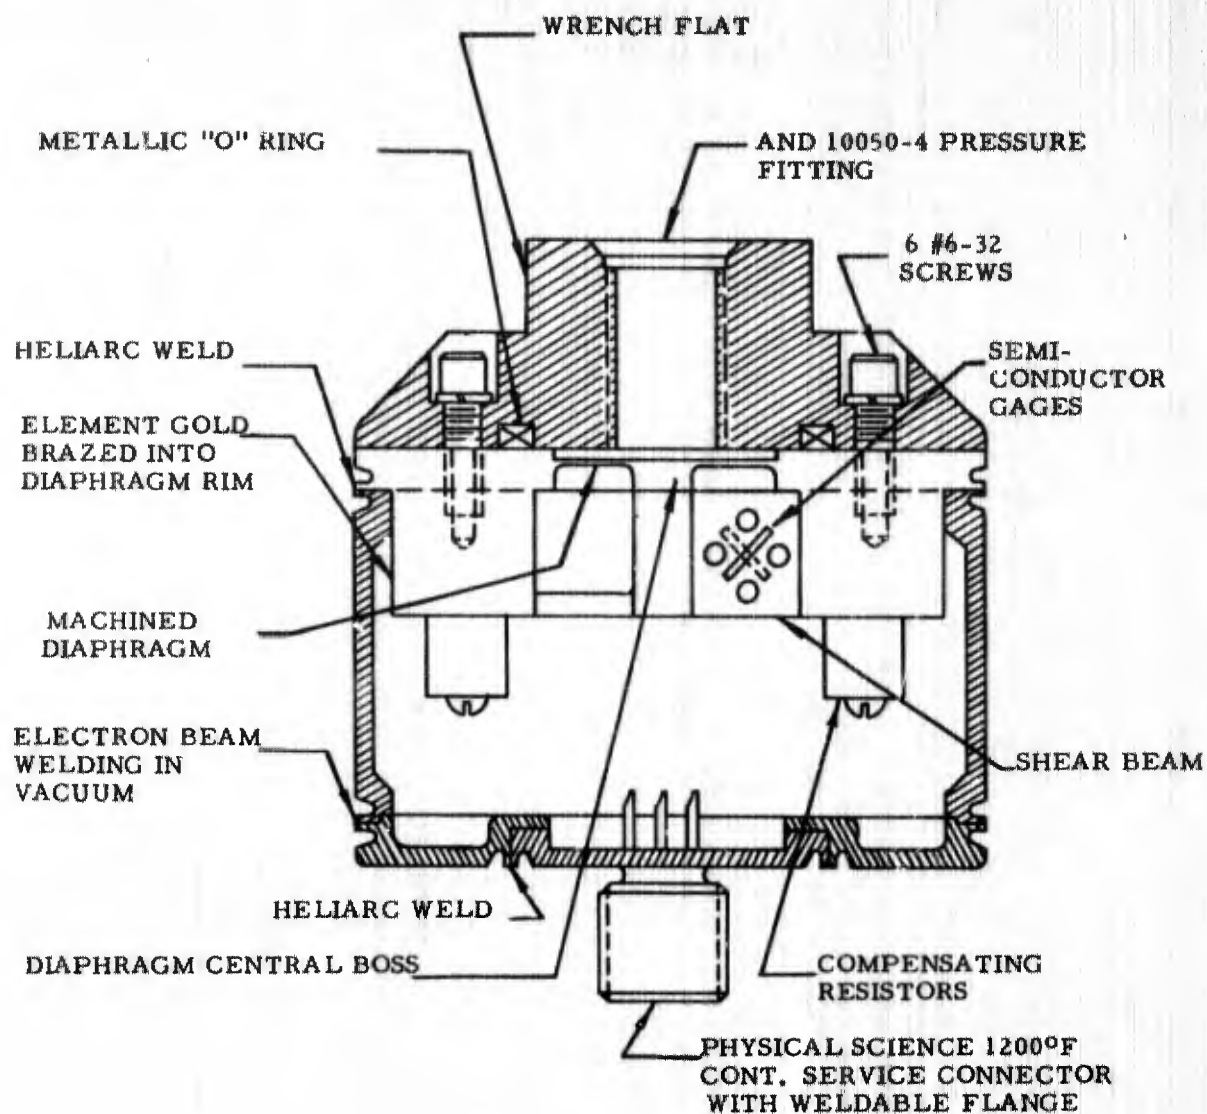 WRENCH FLAT
METALLIC "O" RING
AND 10050-4 PRESSURE
FITTING
6 #6-32
SCREWS
HELIARC WELD
SEMI-
CONDUCTOR
GAGES
ELEMENT GOLD
BRAZED INTO
DIAPHRAGM RIM
MACHINED
DIAPHRAGM
ELECTRON BEAM
WELDING IN
VACUUM
SHEAR BEAM
HELIARC WELD
DIAPHRAGM CENTRAL BOSS
COMPENSATING
RESISTORS
PHYSICAL SCIENCE 1200°F
CONT. SERVICE CONNECTOR
WITH WELDABLE FLANGE